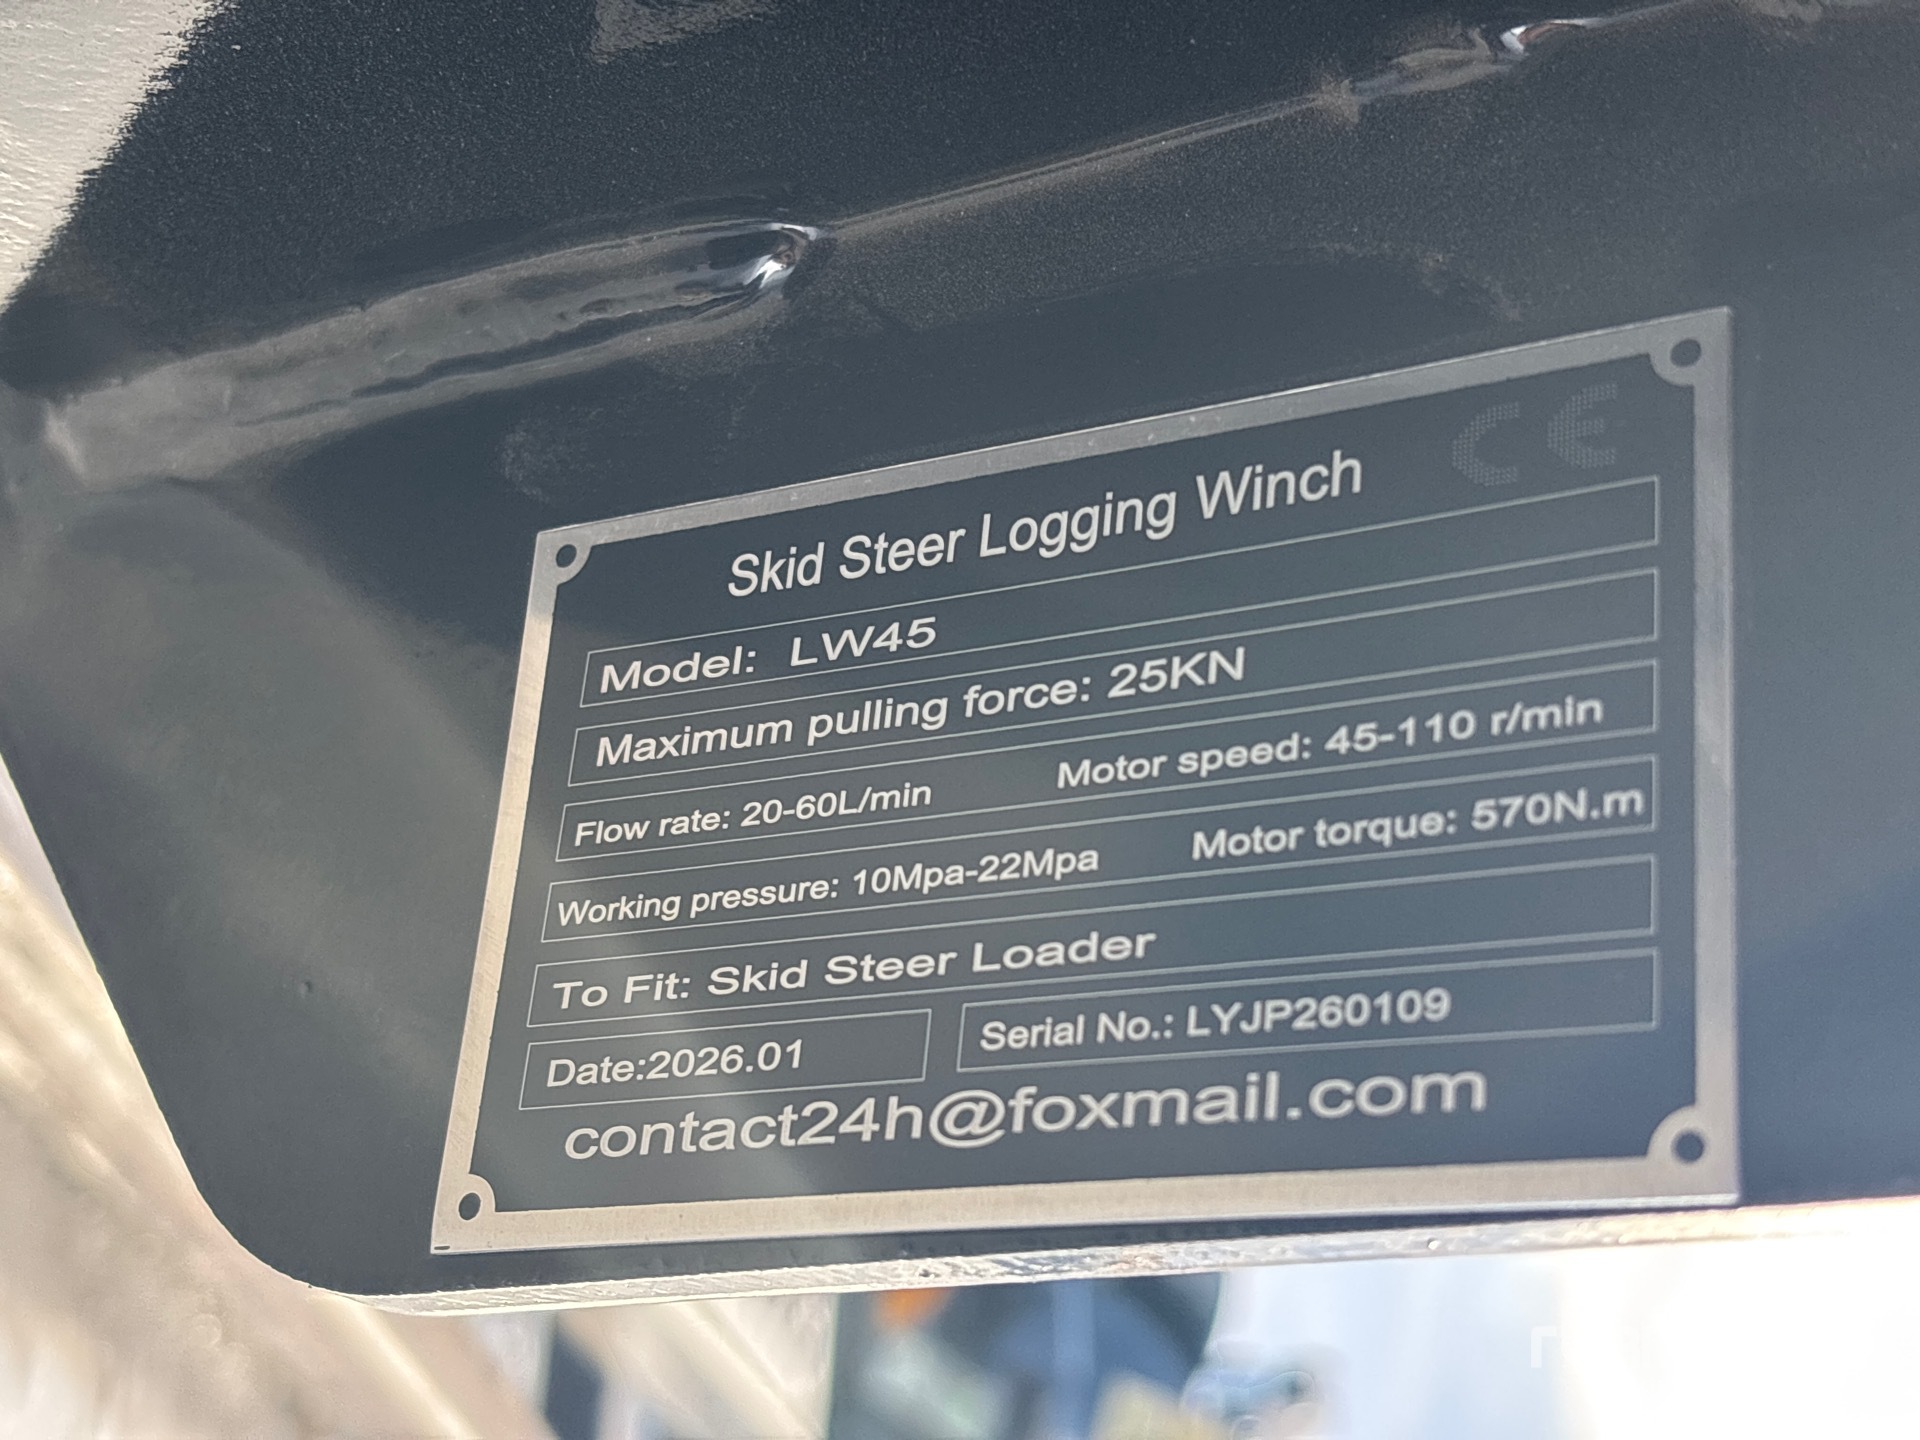 CE
Skid Steer Logging Winch
Model: LW45
Maximum pulling force: 25KN
Flow rate: 20-60L/min Motor speed: 45-110 r/min
Working pressure: 10Mpa-22Mpa Motor torque: 570N.m
To Fit: Skid Steer Loader
Date:2026.01 Serial No.: LYJP260109
contact24h@foxmail.com